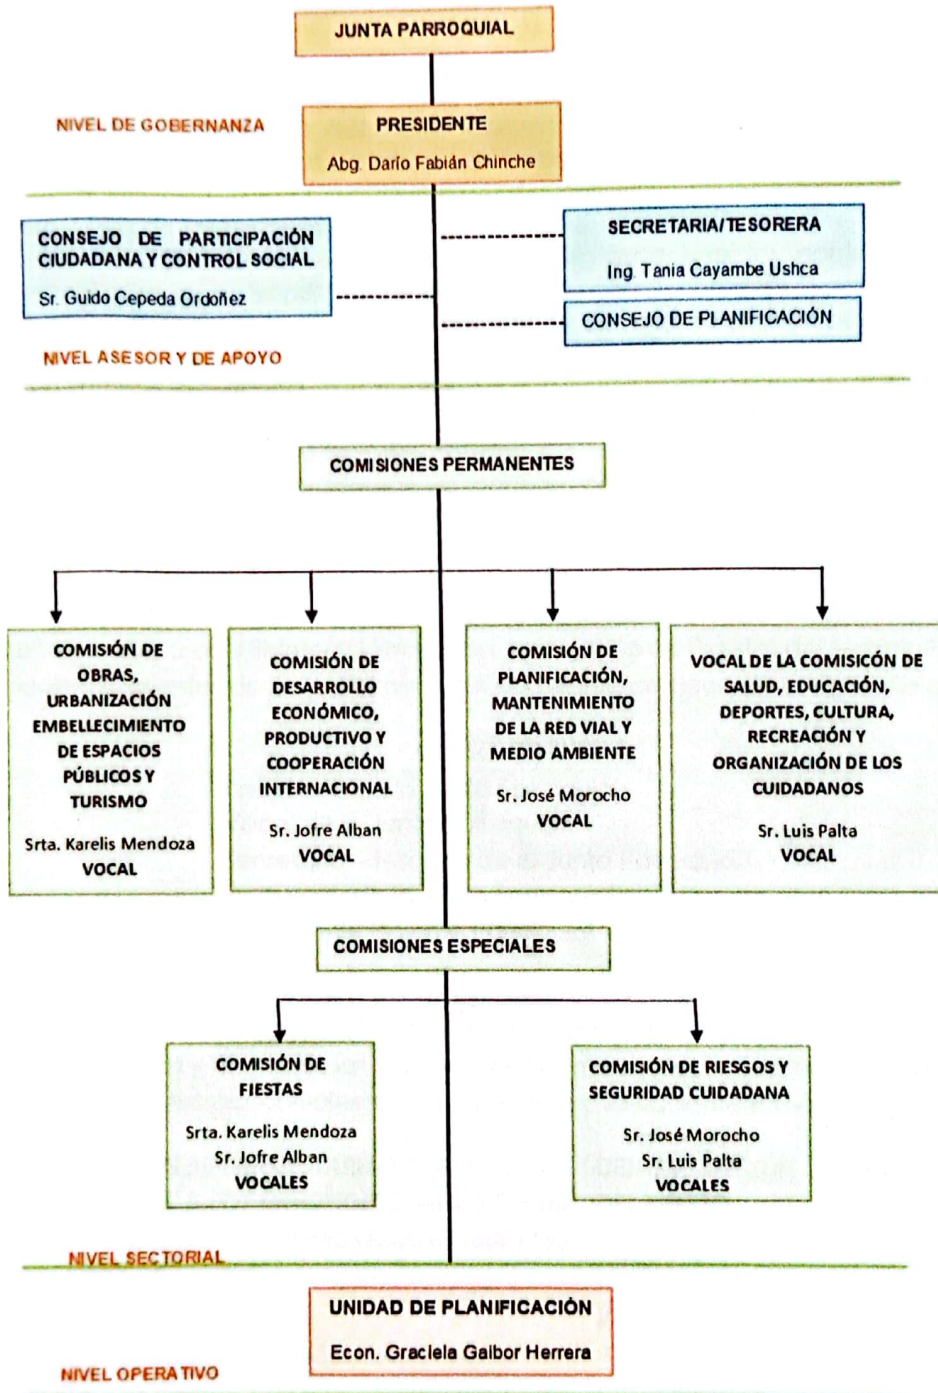 JUNTA PARROQUIAL
NIVEL DE GOBERNANZA
PRESIDENTE
Abg. Darío Fabián Chinche
CONSEJO DE PARTICIPACIÓN
CIUDADANA Y CONTROL SOCIAL
Sr. Guido Cepeda Ordoñez
SECRETARIA/TESORERA
Ing. Tania Cayambe Ushca
CONSEJO DE PLANIFICACIÓN
NIVEL ASESOR Y DE APOYO
COMISIONES PERMANENTES
COMISIÓN DE
OBRAS,
URBANIZACIÓN
EMBELLECIMIENTO
DE ESPACIOS
PÚBLICOS Y
TURISMO
Srta. Karelis Mendoza
VOCAL
COMISIÓN DE
DESARROLLO
ECONÓMICO,
PRODUCTIVO Y
COOPERACIÓN
INTERNACIONAL
Sr. Jofre Alban
VOCAL
COMISIÓN DE
PLANIFICACIÓN,
MANTENIMIENTO
DE LA RED VIAL Y
MEDIO AMBIENTE
Sr. José Morocho
VOCAL
VOCAL DE LA COMISICÓN DE
SALUD, EDUCACIÓN,
DEPORTES, CULTURA,
RECREACIÓN Y
ORGANIZACIÓN DE LOS
CUIDADANOS
Sr. Luis Palta
VOCAL
COMISIONES ESPECIALES
COMISIÓN DE
FIESTAS
Srta. Karelis Mendoza
Sr. Jofre Alban
VOCALES
COMISIÓN DE RIESGOS Y
SEGURIDAD CUIDADANA
Sr. José Morocho
Sr. Luis Palta
VOCALES
NIVEL SECTORIAL
UNIDAD DE PLANIFICACIÓN
Econ. Graciela Gaibor Herrera
NIVEL OPERATIVO